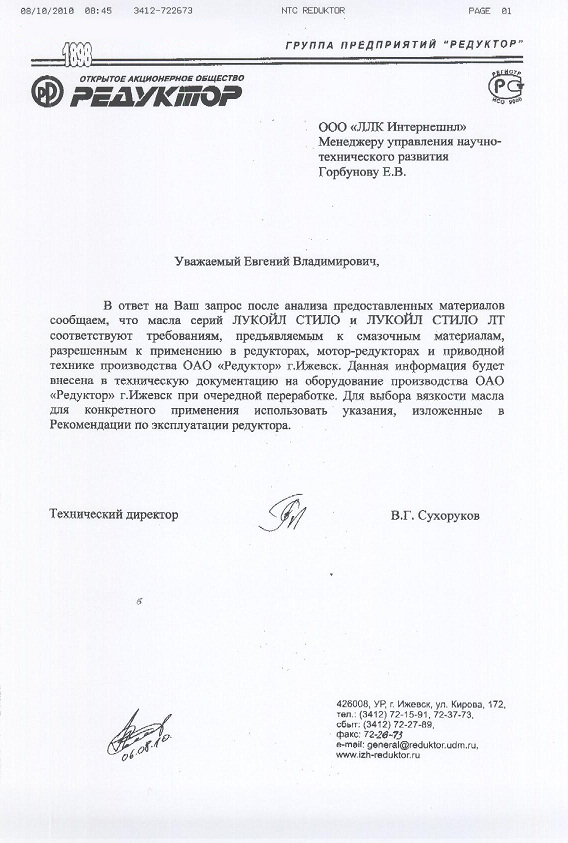 08/10/2010 08:45 3412-722673 NTC REDUKTOR PAGE 01
ГРУППА ПРЕДПРИЯТИЙ "РЕДУКТОР"
1898
ОТКРЫТОЕ АКЦИОНЕРНОЕ ОБЩЕСТВО
РЕДУКТОР
РЕГИСТР
ИСО 9001
ООО «ЛЛК Интернешнл»
Менеджеру управления научно-
технического развития
Горбунову Е.В.
Уважаемый Евгений Владимирович,
В ответ на Ваш запрос после анализа предоставленных материалов
сообщаем, что масла серий ЛУКОЙЛ СТИЛО и ЛУКОЙЛ СТИЛО ЛТ
соответствуют требованиям, предъявляемым к смазочным материалам,
разрешенным к применению в редукторах, мотор-редукторах и приводной
технике производства ОАО «Редуктор» г.Ижевск. Данная информация будет
внесена в техническую документацию на оборудование производства ОАО
«Редуктор» г.Ижевск при очередной переработке. Для выбора вязкости масла
для конкретного применения использовать указания, изложенные в
Рекомендации по эксплуатации редуктора.
Технический директор В.Г. Сухоруков
426008, УР, г. Ижевск, ул. Кирова, 172,
тел.: (3412) 72-15-91, 72-37-73,
сбыт: (3412) 72-27-89,
факс: 72-26-73
e-mail: general@reduktor.udm.ru,
www.izh-reduktor.ru
06.08.10.